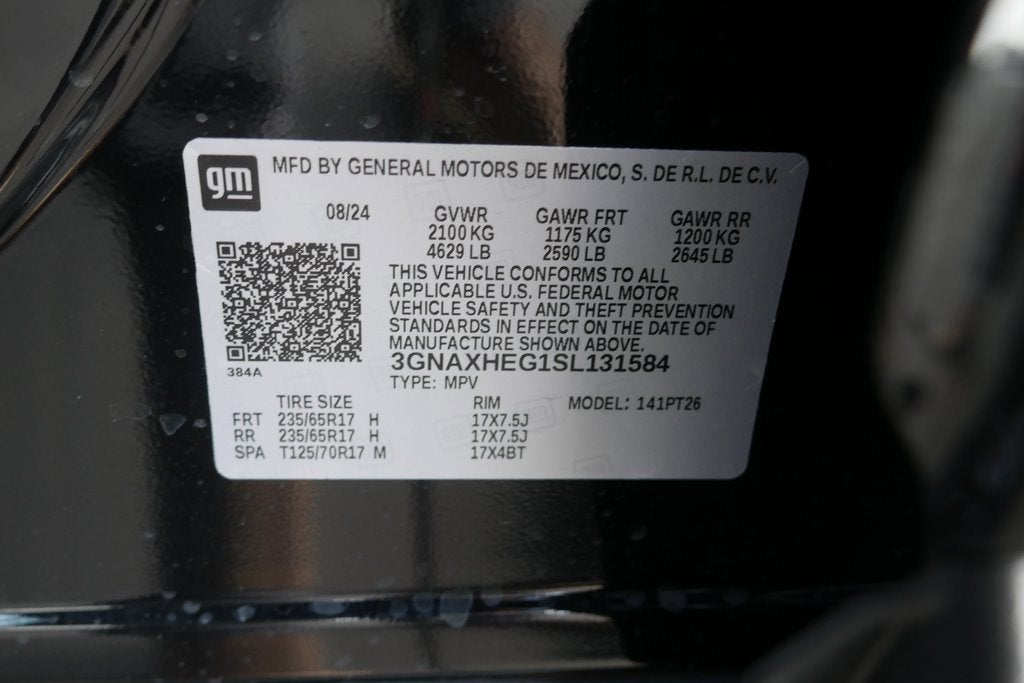 gm
MFD BY GENERAL MOTORS DE MEXICO, S. DE R.L. DE C.V.
08/24 GVWR GAWR FRT GAWR RR
2100 KG 1175 KG 1200 KG
4629 LB 2590 LB 2645 LB
THIS VEHICLE CONFORMS TO ALL
APPLICABLE U.S. FEDERAL MOTOR
VEHICLE SAFETY AND THEFT PREVENTION
STANDARDS IN EFFECT ON THE DATE OF
MANUFACTURE SHOWN ABOVE.
3GNAXHEG1SL131584
384A
TYPE: MPV
TIRE SIZE RIM MODEL: 141PT26
FRT 235/65R17 H 17X7.5J
RR 235/65R17 H 17X7.5J
SPA T125/70R17 M 17X4BT